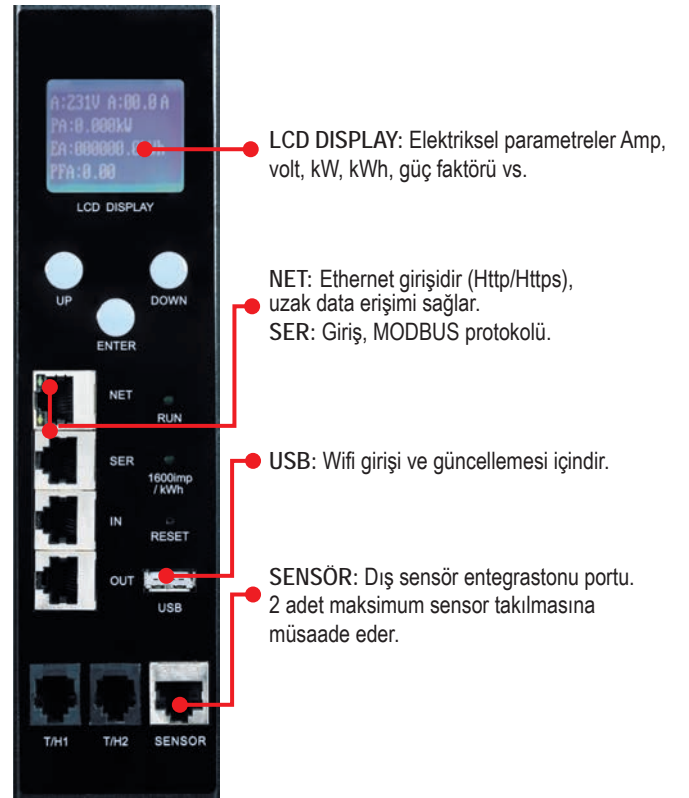 A:231V A:00.0A
PA:0.000kW
EA:000000.
PFA:0.00
LCD DISPLAY
UP
DOWN
ENTER
NET
RUN
SER
1600imp
/ kWh
IN
RESET
OUT
USB
T/H1
T/H2
SENSOR
LCD DISPLAY: Elektriksel parametreler Amp,
volt, kW, kWh, güç faktörü vs.
NET: Ethernet girişidir (Http/Https),
uzak data erişimi sağlar.
SER: Giriş, MODBUS protokolü.
USB: Wifi girişi ve güncellemesi içindir.
SENSÖR: Dış sensör entegrastonu portu.
2 adet maksimum sensor takılmasına
müsaade eder.